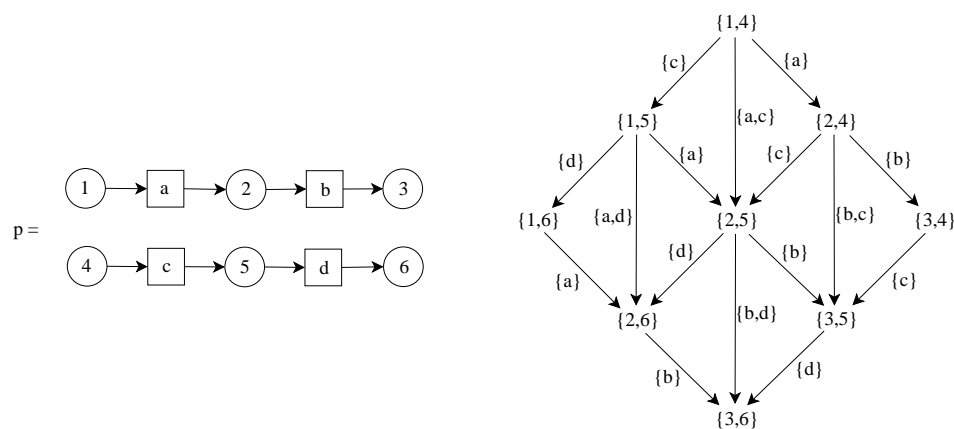 p =
1 a 2 b 3
4 c 5 d 6
{1,4}
{c} {a,c} {a}
{1,5} {2,4}
{d} {a,d} {a} {c} {b,c} {b}
{1,6} {2,5} {3,4}
{a} {d} {b,d} {b} {c}
{2,6} {3,5}
{b} {d}
{3,6}